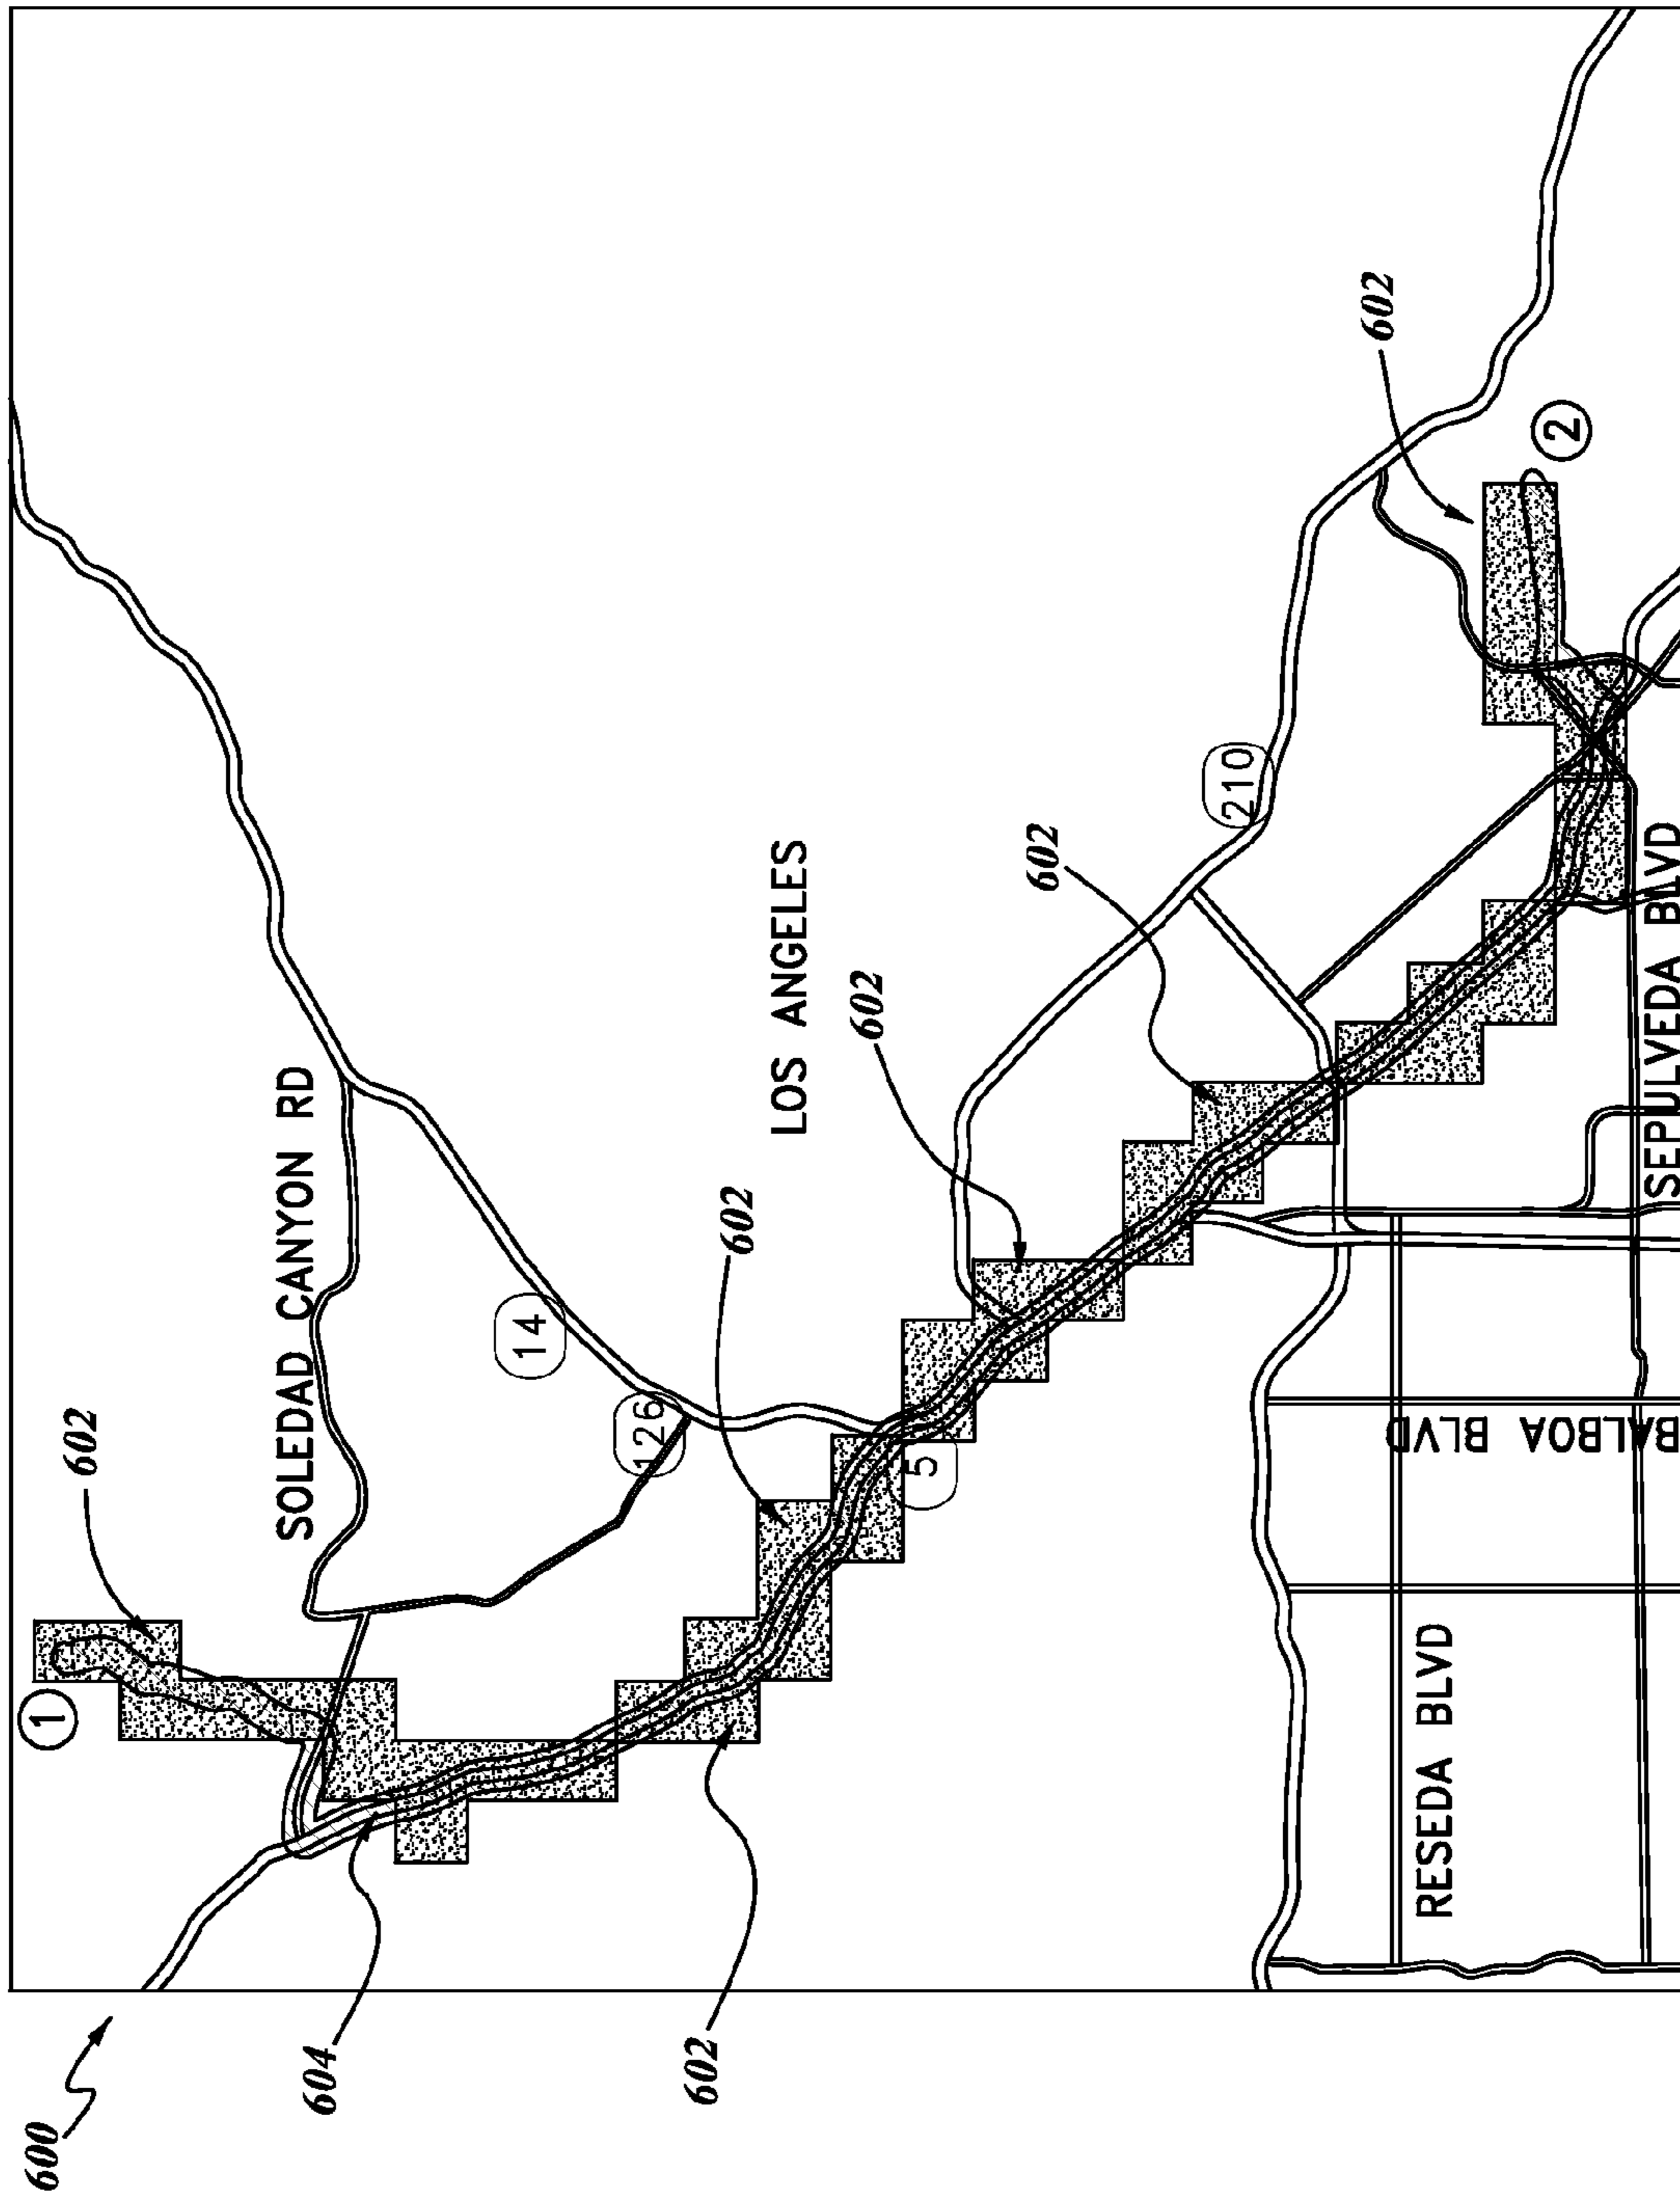 600
604
602
1
602
SOLEDAD CANYON RD
14
126
602
5
LOS ANGELES
602
602
210
602
2
RESEDA BLVD
BALBOA BLVD
SEPULVEDA BLVD